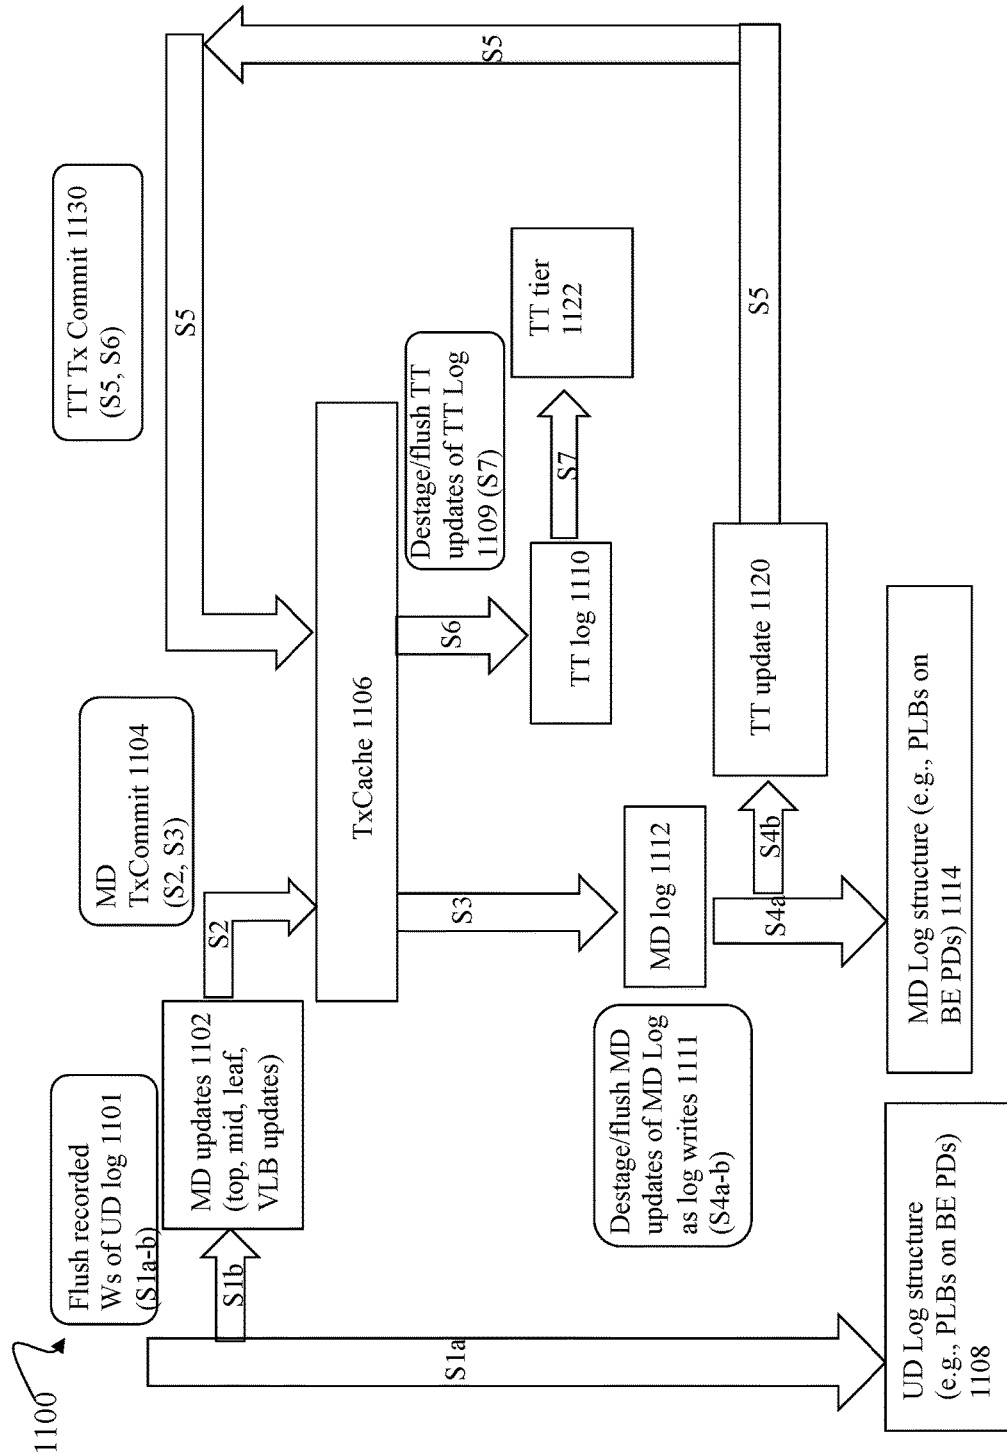 1100
Flush recorded
Ws of UD log 1101
(S1a-b)
MD
TxCommit 1104
(S2, S3)
TT Tx Commit 1130
(S5, S6)
S5
S1b
MD updates 1102
(top, mid, leaf,
VLB updates)
S2
TxCache 1106
S5
S1a
S3
S6
Destage/flush TT
updates of TT Log
1109 (S7)
TT log 1110
S7
TT tier
1122
Destage/flush MD
updates of MD Log
as log writes 1111
(S4a-b)
MD log 1112
S4a
S4b
TT update 1120
S5
UD Log structure
(e.g., PLBs on BE PDs)
1108
MD Log structure (e.g., PLBs on
BE PDs) 1114